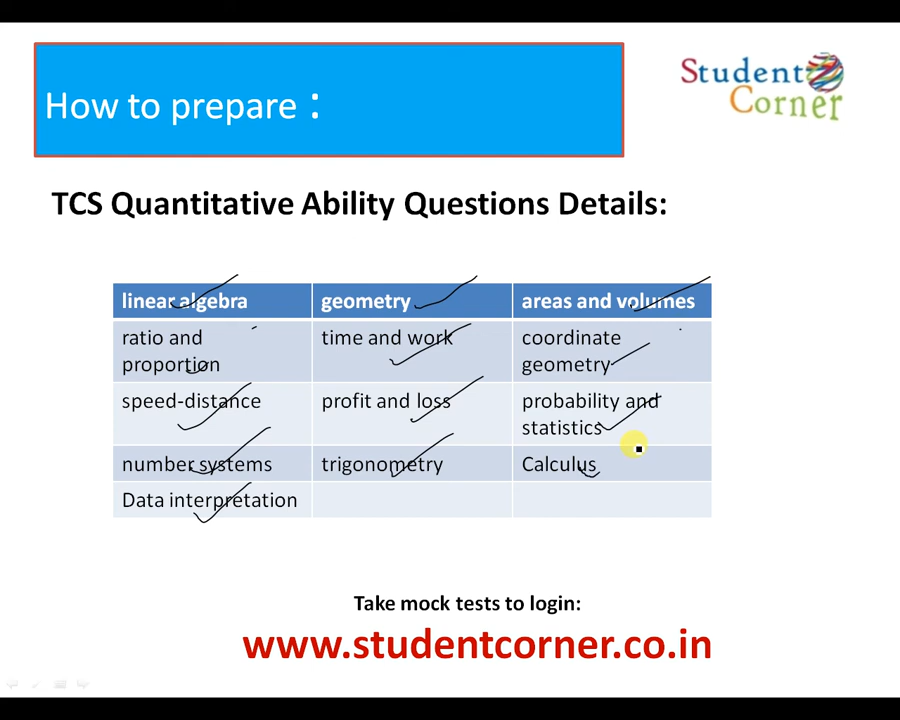 How to prepare :
Student
Corner
TCS Quantitative Ability Questions Details:
linear algebra geometry areas and volumes
ratio and time and work coordinate
proportion geometry
speed-distance profit and loss probability and
statistics
number systems trigonometry Calculus
Data interpretation
Take mock tests to login:
www.studentcorner.co.in